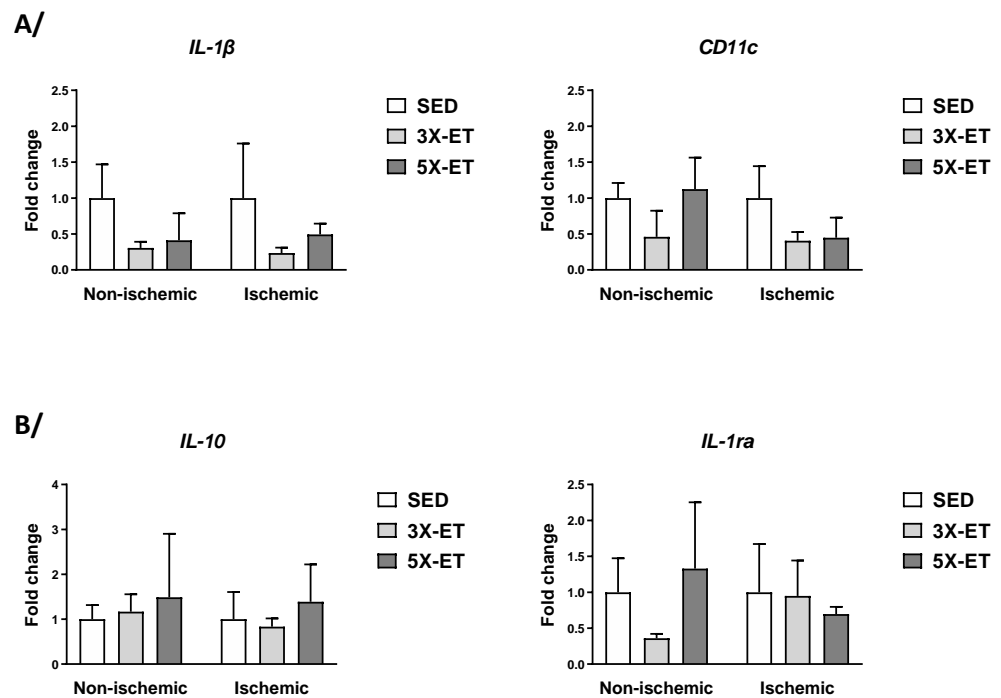 A/
IL-1β
Fold change
2.5
2.0
1.5
1.0
0.5
0.0
Non-ischemic Ischemic
SED
3X-ET
5X-ET
CD11c
Fold change
2.5
2.0
1.5
1.0
0.5
0.0
Non-ischemic Ischemic
SED
3X-ET
5X-ET
B/
IL-10
Fold change
4
3
2
1
0
Non-ischemic Ischemic
SED
3X-ET
5X-ET
IL-1ra
Fold change
2.5
2.0
1.5
1.0
0.5
0.0
Non-ischemic Ischemic
SED
3X-ET
5X-ET